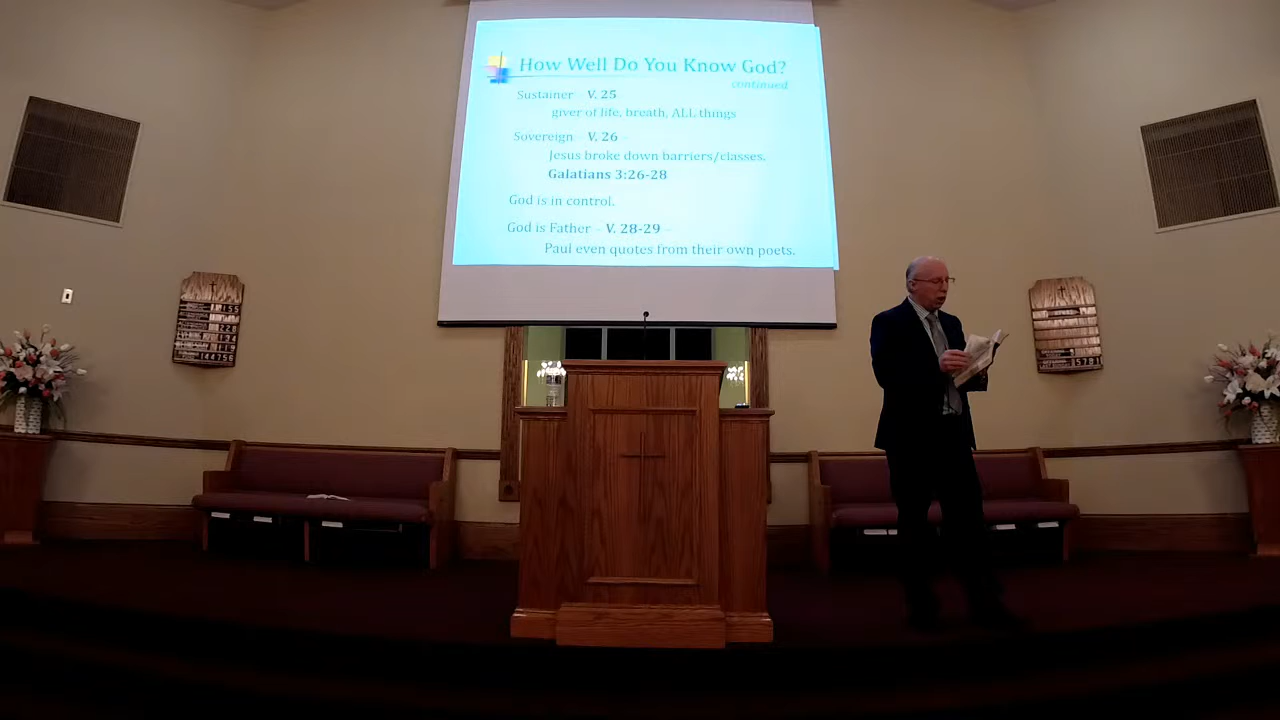 How Well Do You Know God?
continued
Sustainer – V. 25
giver of life, breath, ALL things
Sovereign – V. 26 –
Jesus broke down barriers/classes.
Galatians 3:26-28
God is in control.
God is Father – V. 28-29 –
Paul even quotes from their own poets.